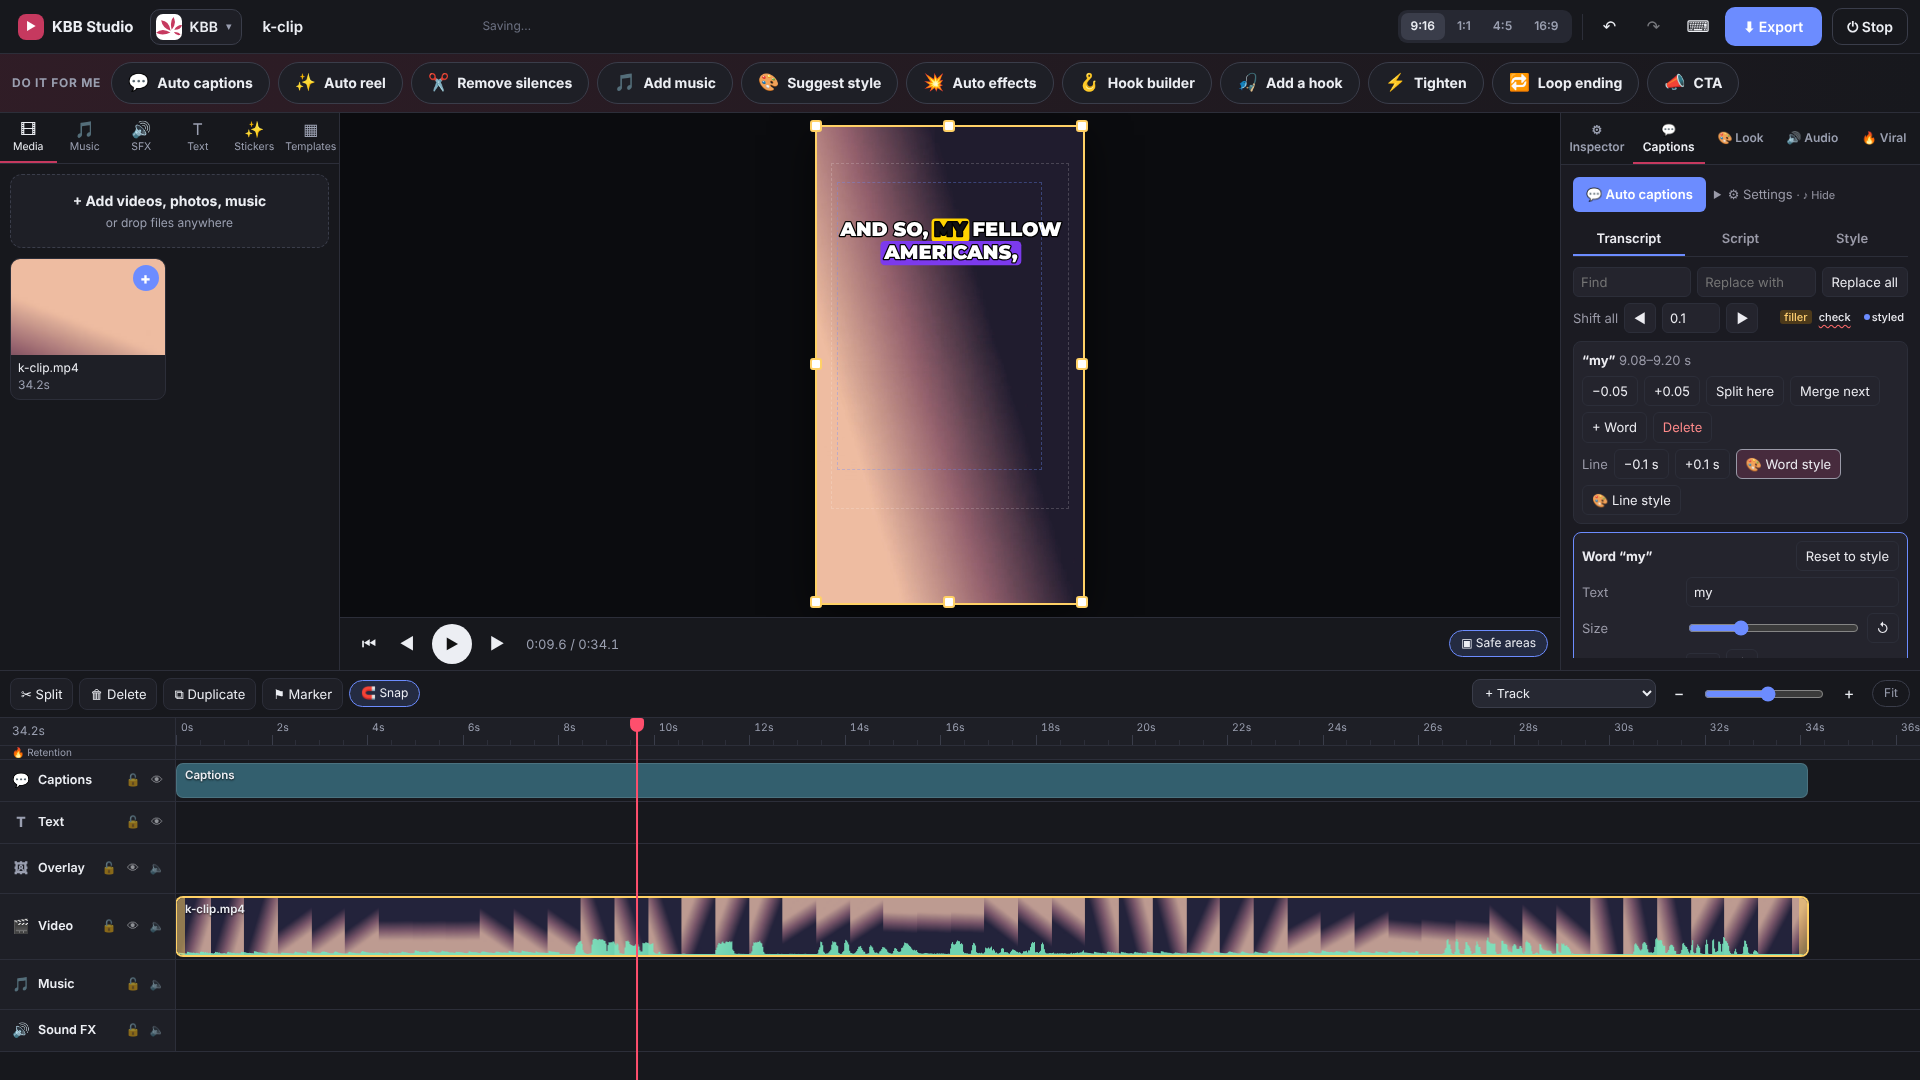 KBB Studio
KBB
k-clip
Saving...
9:16
1:1
4:5
16:9
Export
Stop
DO IT FOR ME
Auto captions
Auto reel
Remove silences
Add music
Suggest style
Auto effects
Hook builder
Add a hook
Tighten
Loop ending
CTA
Media
Music
SFX
Text
Stickers
Templates
+ Add videos, photos, music
or drop files anywhere
k-clip.mp4
34.2s
AND SO, MY FELLOW
AMERICANS,
0:09.6 / 0:34.1
Safe areas
Inspector
Captions
Look
Audio
Viral
Auto captions
Settings · ♪ Hide
Transcript
Script
Style
Find
Replace with
Replace all
Shift all
0.1
filler
check
styled
“my” 9.08–9.20 s
−0.05
+0.05
Split here
Merge next
+ Word
Delete
Line
−0.1 s
+0.1 s
Word style
Line style
Word “my”
Reset to style
Text
my
Size
Split
Delete
Duplicate
Marker
Snap
+ Track
−
+
Fit
34.2s
0s
2s
4s
6s
8s
10s
12s
14s
16s
18s
20s
22s
24s
26s
28s
30s
32s
34s
36s
Retention
Captions
Captions
Text
Overlay
Video
k-clip.mp4
Music
Sound FX